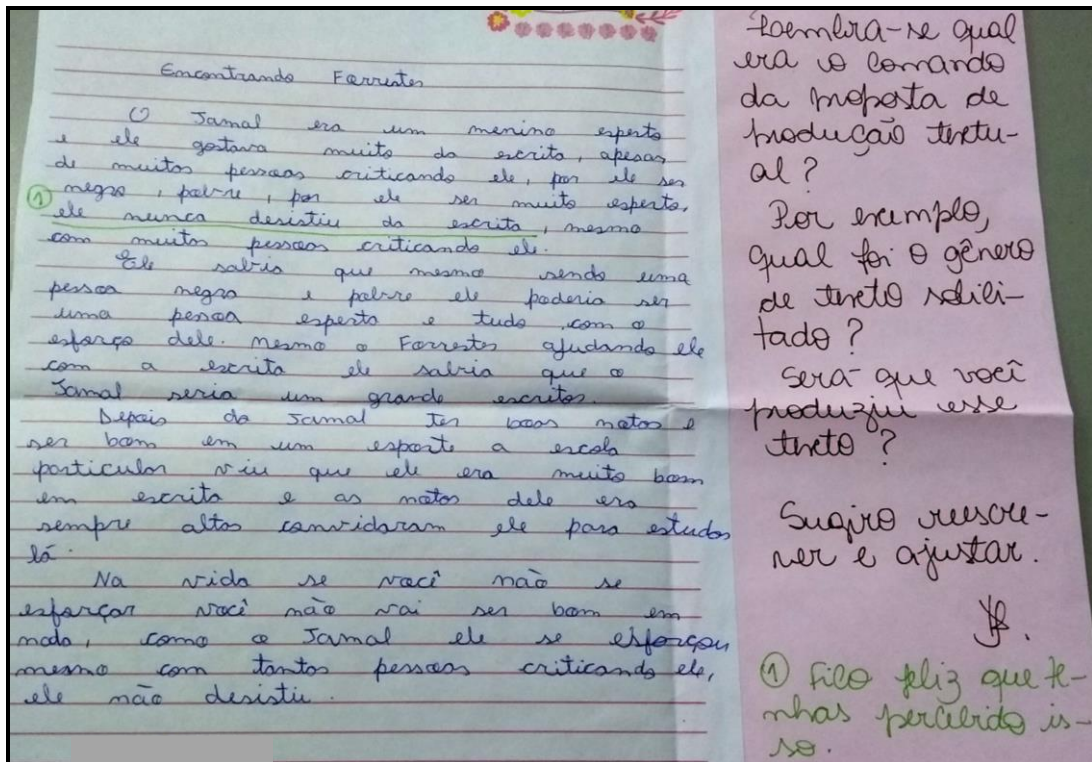 Encontrando Forrester
O Jamal era um menino esperto
e ele gostava muito da escrita, apesar
de muitas pessoas criticando ele, por ele ser
① negro, pobre, por ele ser muito esperto,
ele nunca desistiu da escrita, mesmo
com muitas pessoas criticando ele.
Ele sabia que mesmo sendo uma
pessoa negra e pobre ele poderia ser
uma pessoa esperta e tudo com o
esforço dele. Mesmo o Forrester ajudando ele
com a escrita ele sabia que o
Jamal seria um grande escritor.
Depois do Jamal ter boas notas e
ser bom em um esporte a escola
particular viu que ele era muito bom
em escrita e as notas dele era
sempre altas convidaram ele para estudar
lá.
Na vida se você não se
esforçar você não vai ser bom em
nada, como o Jamal ele se esforçou
mesmo com tantas pessoas criticando ele,
ele não desistiu.
Lembra-se qual
era o comando
da proposta de
produção textu-
al?
Por exemplo,
qual foi o gênero
de texto solici-
tado?
Será que você
produziu esse
texto?
Sugiro reescre-
ver e ajustar.
① Fico feliz que te-
nhas percebido is-
so.